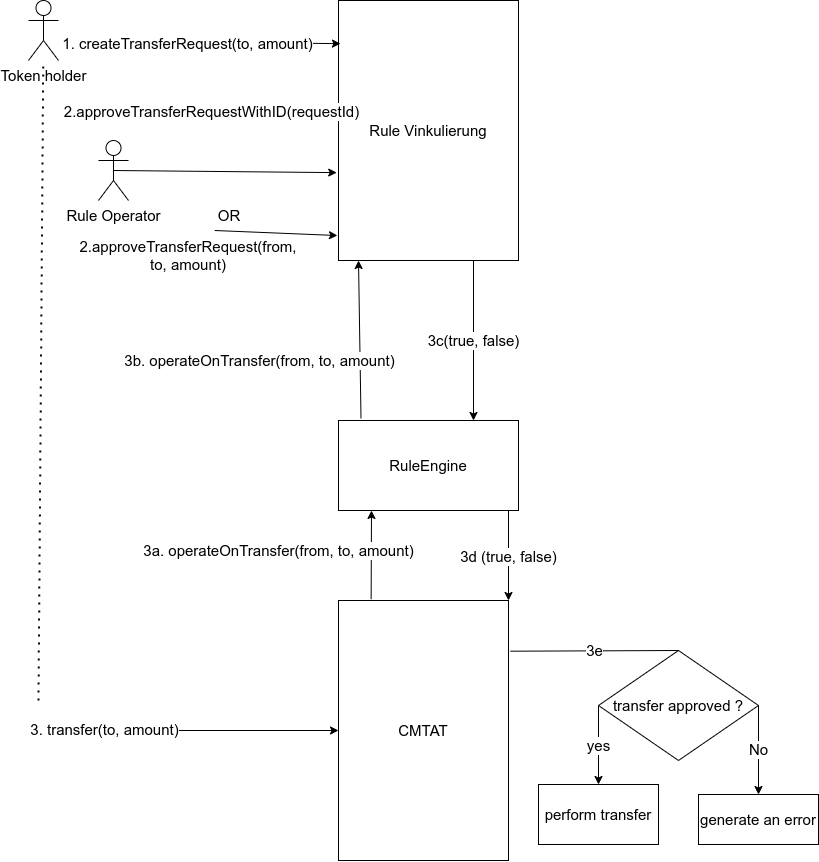 1. createTransferRequest(to, amount)
Token holder
2.approveTransferRequestWithID(requestId)
Rule Vinkulierung
Rule Operator
OR
2.approveTransferRequest(from,
to, amount)
3c(true, false)
3b. operateOnTransfer(from, to, amount)
RuleEngine
3a. operateOnTransfer(from, to, amount)
3d (true, false)
3e
transfer approved ?
3. transfer(to, amount)
CMTAT
yes
No
perform transfer
generate an error